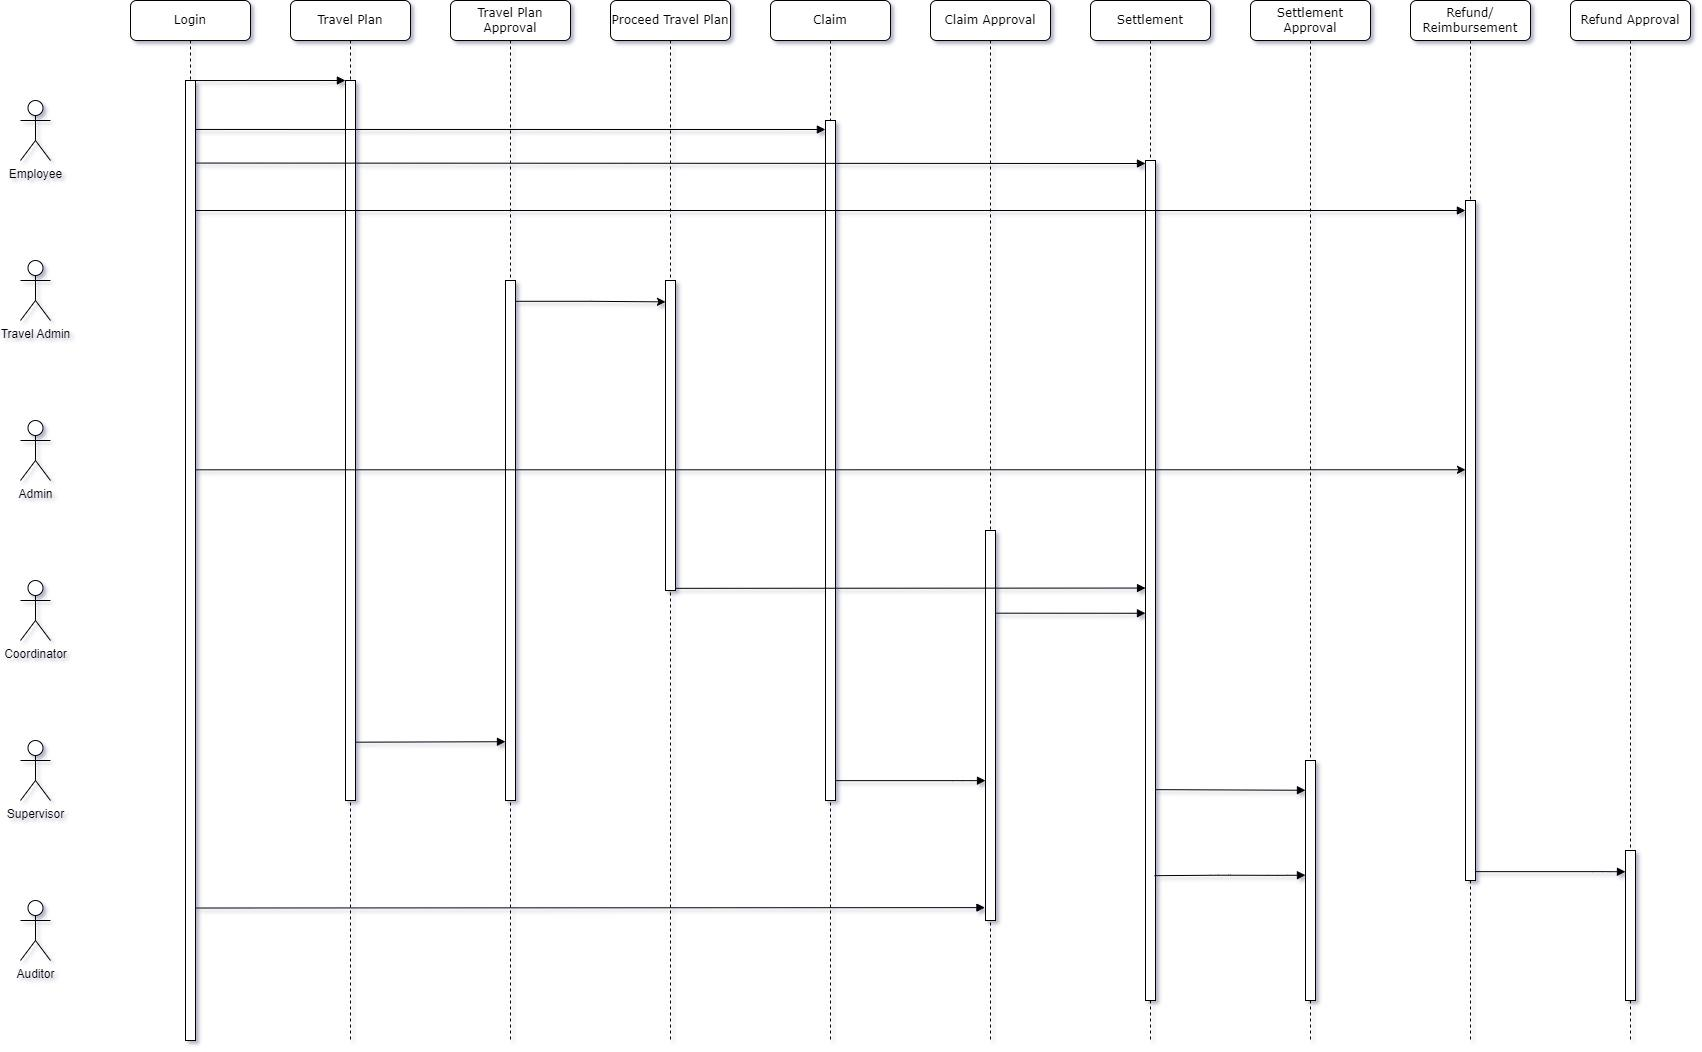 Login
Travel Plan
Travel Plan
Approval
Proceed Travel Plan
Claim
Claim Approval
Settlement
Settlement
Approval
Refund/
Reimbursement
Refund Approval
Employee
Travel Admin
Admin
Coordinator
Supervisor
Auditor